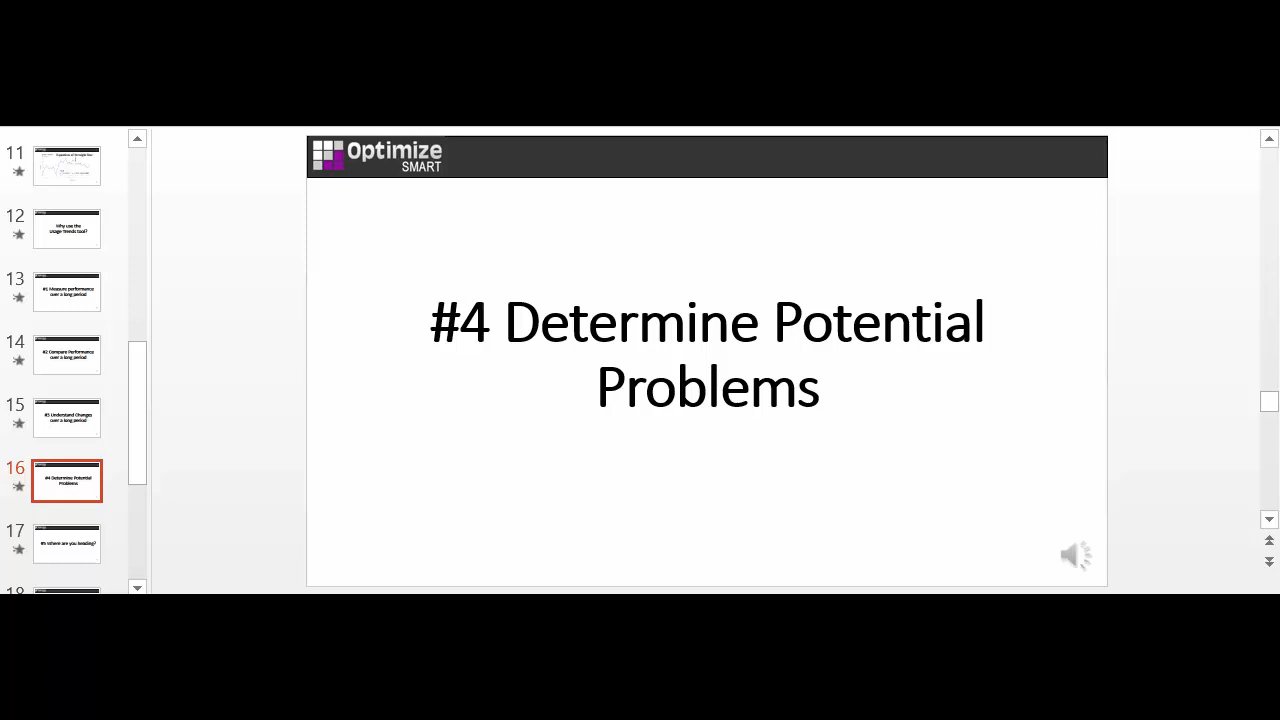 11
12
Why use the
Usage Trends tool?
13
#1 Measure performance
over a long period
14
#2 Compare Performance
over a long period
15
#3 Understand Changes
over a long period
16
#4 Determine Potential
Problems
17
#5 Where are you heading?
18
Optimize
SMART
#4 Determine Potential
Problems